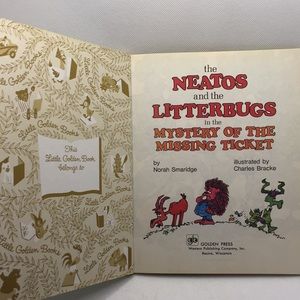 This
Little Golden Book
belongs to
the
NEATOS
and the
LITTERBUGS
in the
MYSTERY OF THE
MISSING TICKET
by
Norah Smaridge
illustrated by
Charles Bracke
GOLDEN PRESS
Western Publishing Company, Inc.
Racine, Wisconsin